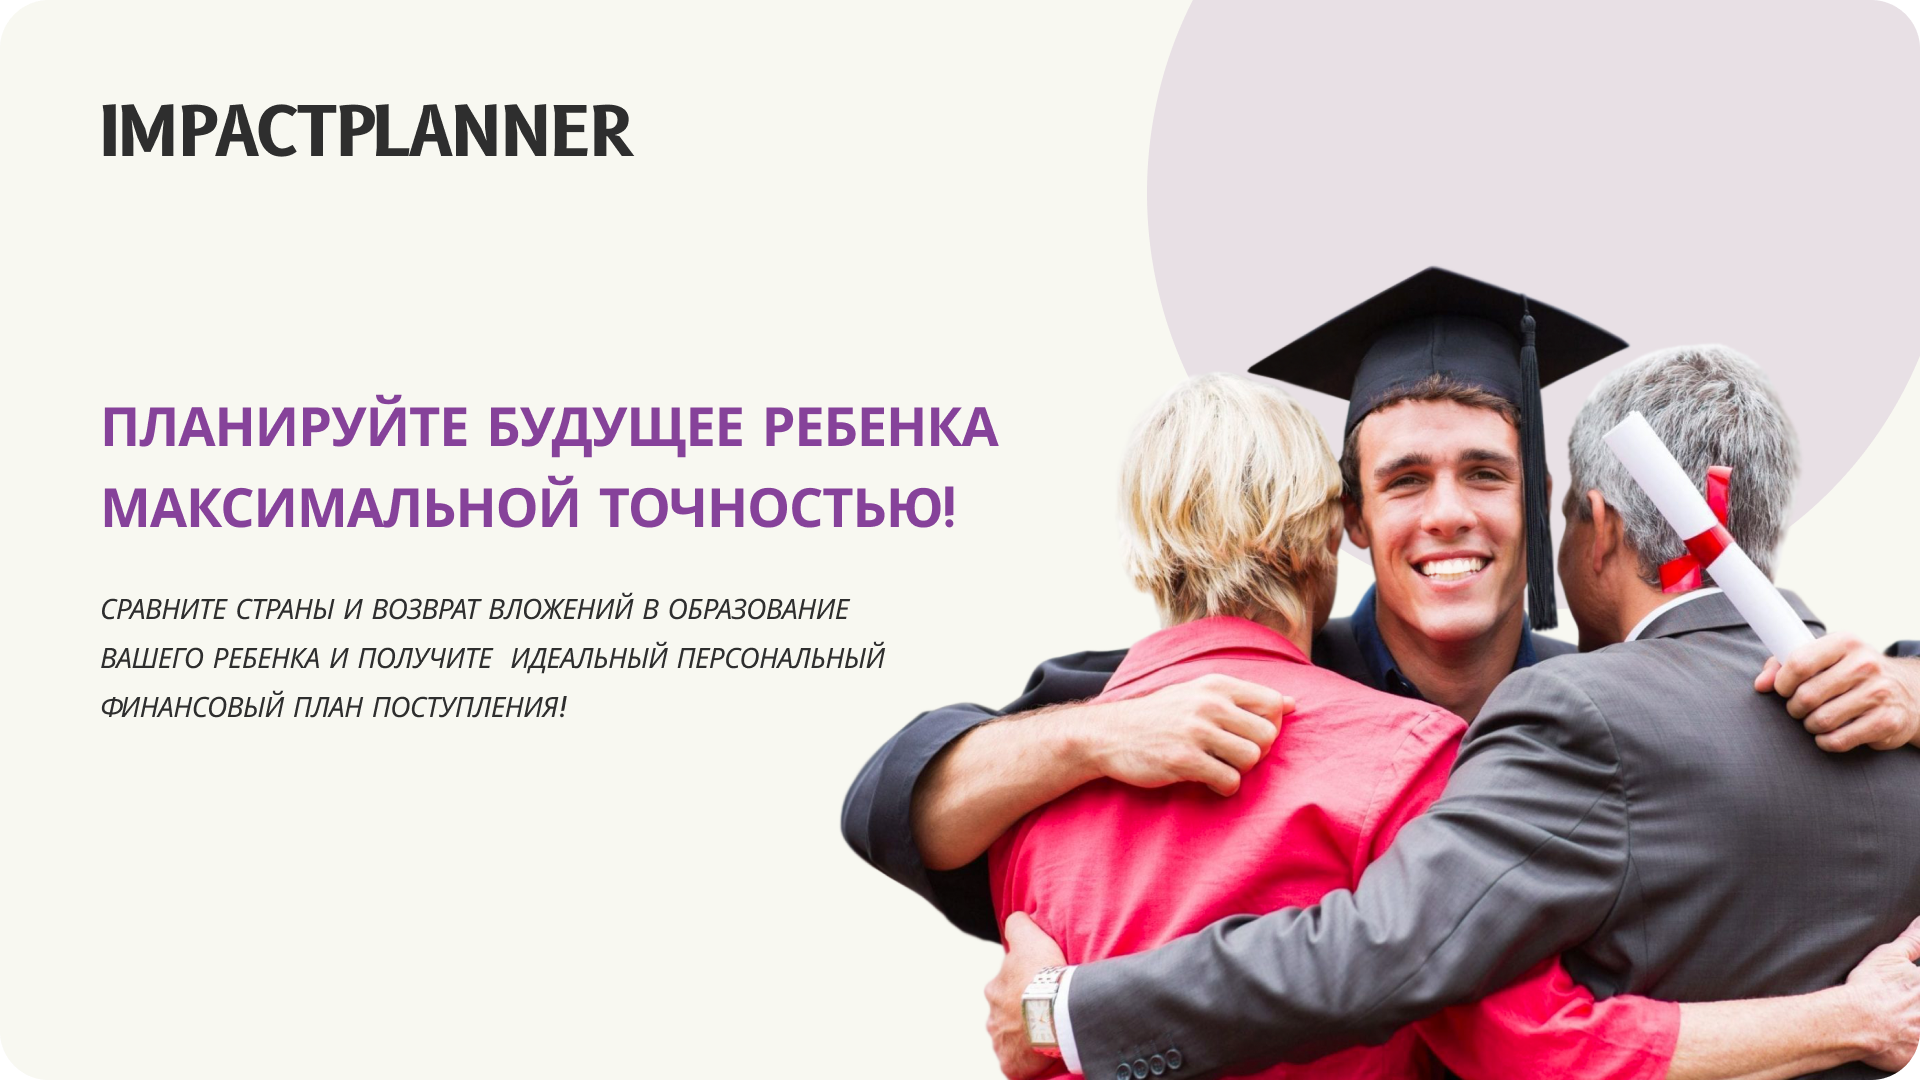 IMPACTPLANNER
ПЛАНИРУЙТЕ БУДУЩЕЕ РЕБЕНКА
МАКСИМАЛЬНОЙ ТОЧНОСТЬЮ!
СРАВНИТЕ СТРАНЫ И ВОЗВРАТ ВЛОЖЕНИЙ В ОБРАЗОВАНИЕ
ВАШЕГО РЕБЕНКА И ПОЛУЧИТЕ  ИДЕАЛЬНЫЙ ПЕРСОНАЛЬНЫЙ
ФИНАНСОВЫЙ ПЛАН ПОСТУПЛЕНИЯ!